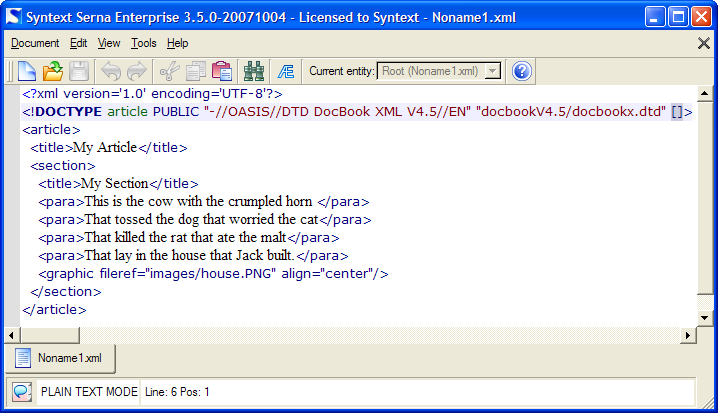 Syntext Serna Enterprise 3.5.0-20071004 - Licensed to Syntext - Noname1.xml
Document Edit View Tools Help
Æ Current entity: Root (Noname1.xml)
<?xml version='1.0' encoding='UTF-8'?>
<!DOCTYPE article PUBLIC "-//OASIS//DTD DocBook XML V4.5//EN" "docbookV4.5/docbookx.dtd" []>
<article>
<title>My Article</title>
<section>
<title>My Section</title>
<para>This is the cow with the crumpled horn </para>
<para>That tossed the dog that worried the cat</para>
<para>That killed the rat that ate the malt</para>
<para>That lay in the house that Jack built.</para>
<graphic fileref="images/house.PNG" align="center"/>
</section>
</article>
Noname1.xml
PLAIN TEXT MODE Line: 6 Pos: 1